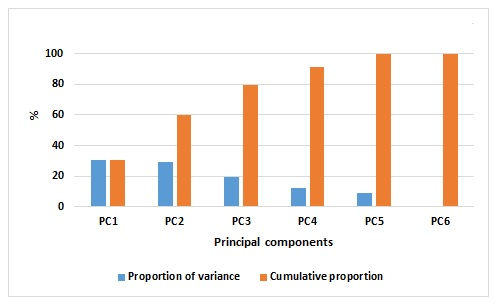 100
80
60
40
20
0
%
PC1 PC2 PC3 PC4 PC5 PC6
Principal components
Proportion of variance Cumulative proportion